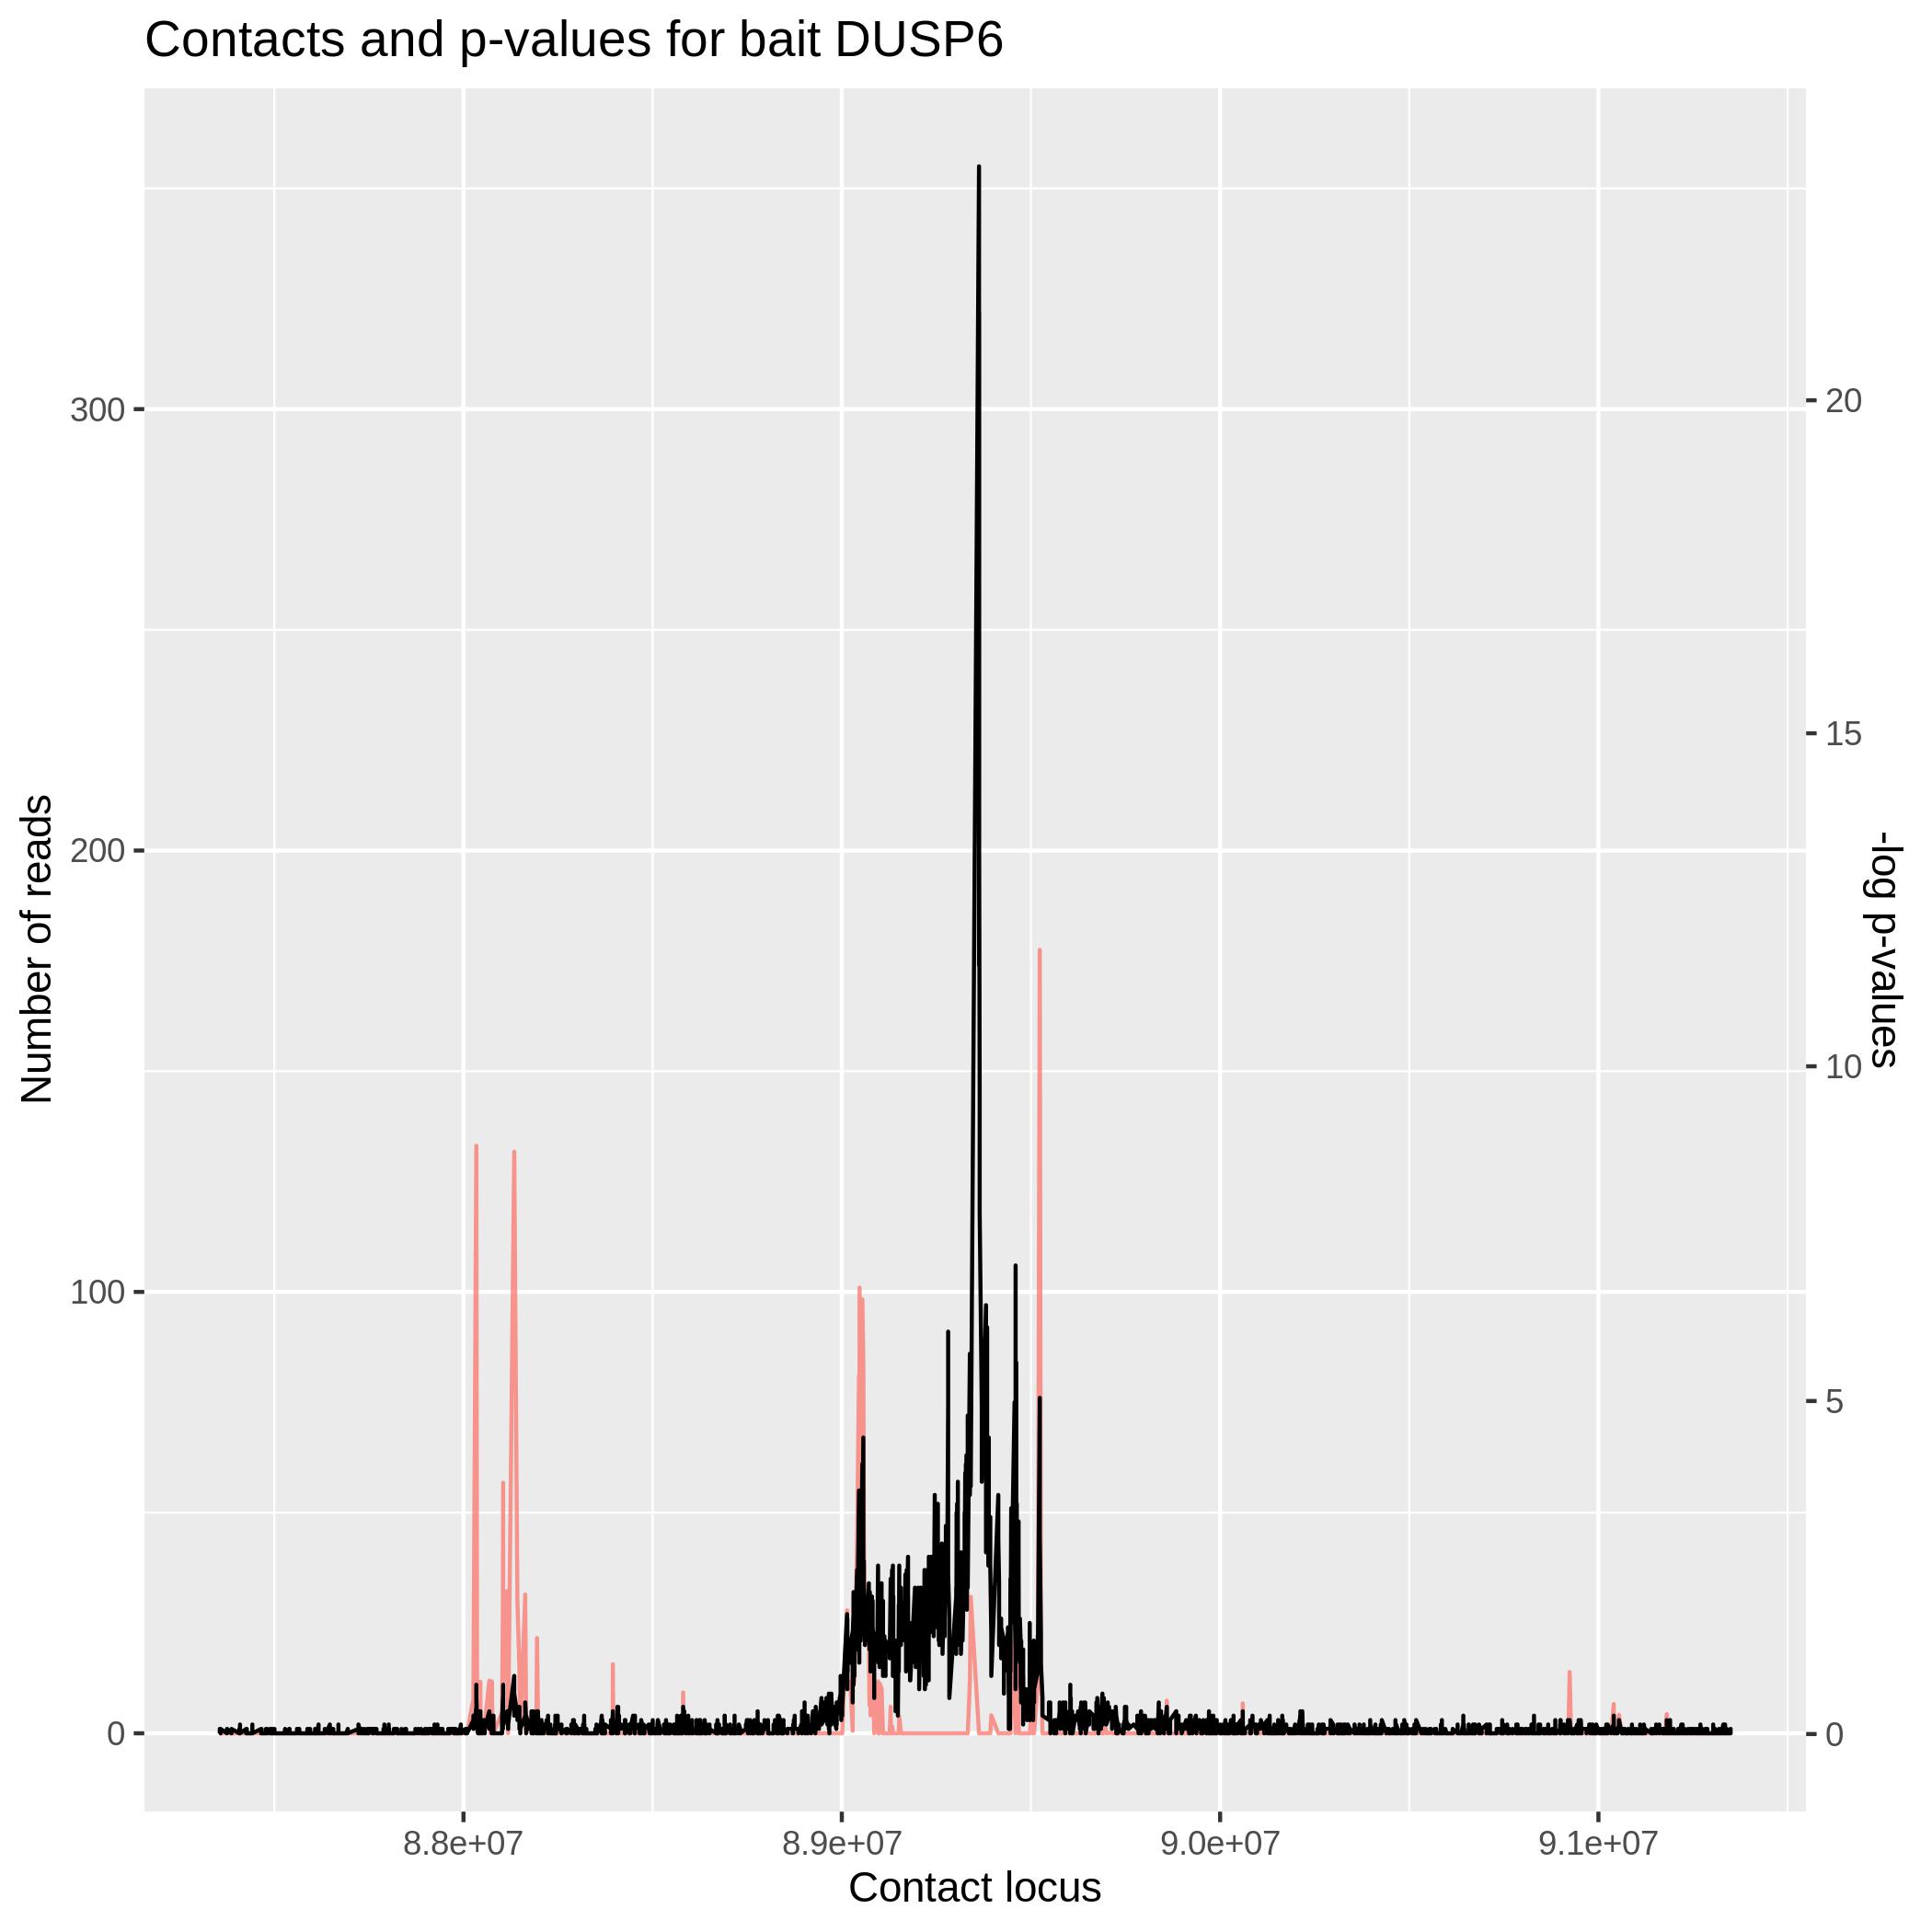 Contacts and p-values for bait DUSP6
Number of reads
300
200
100
0
20
15
10
5
0
-log p-values
8.8e+07
8.9e+07
9.0e+07
9.1e+07
Contact locus